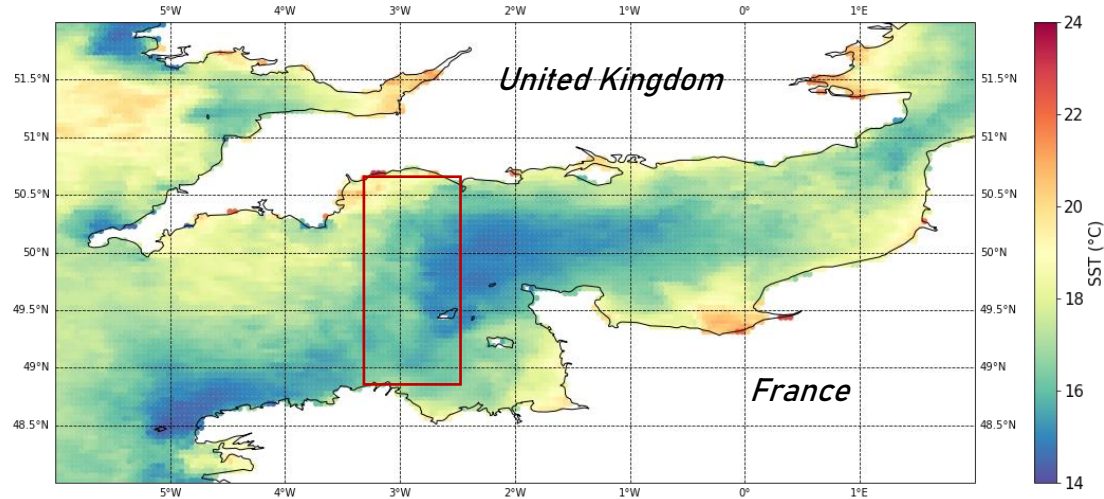 5°W 4°W 3°W 2°W 1°W 0° 1°E
24
51.5°N United Kingdom 51.5°N
22
51°N 51°N
50.5°N 50.5°N
20
50°N 50°N
SST (°C)
49.5°N 49.5°N
18
49°N 49°N
France
16
48.5°N 48.5°N
14
5°W 4°W 3°W 2°W 1°W 0° 1°E